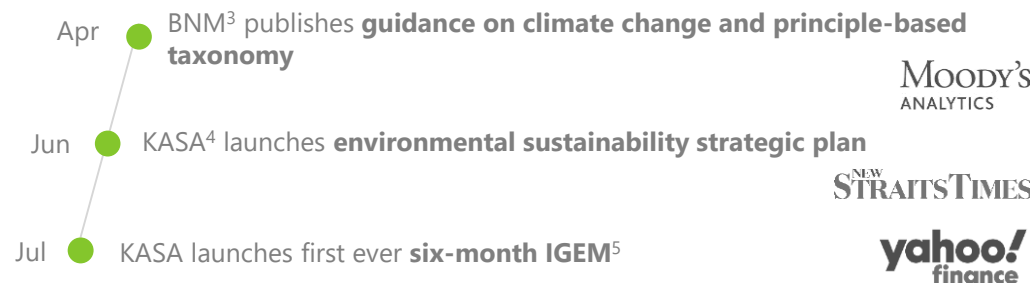 Apr
BNM³ publishes guidance on climate change and principle-based
taxonomy
MOODY'S
ANALYTICS
Jun
KASA⁴ launches environmental sustainability strategic plan
NEW
STRAITS TIMES
Jul
KASA launches first ever six-month IGEM⁵
yahoo!
finance